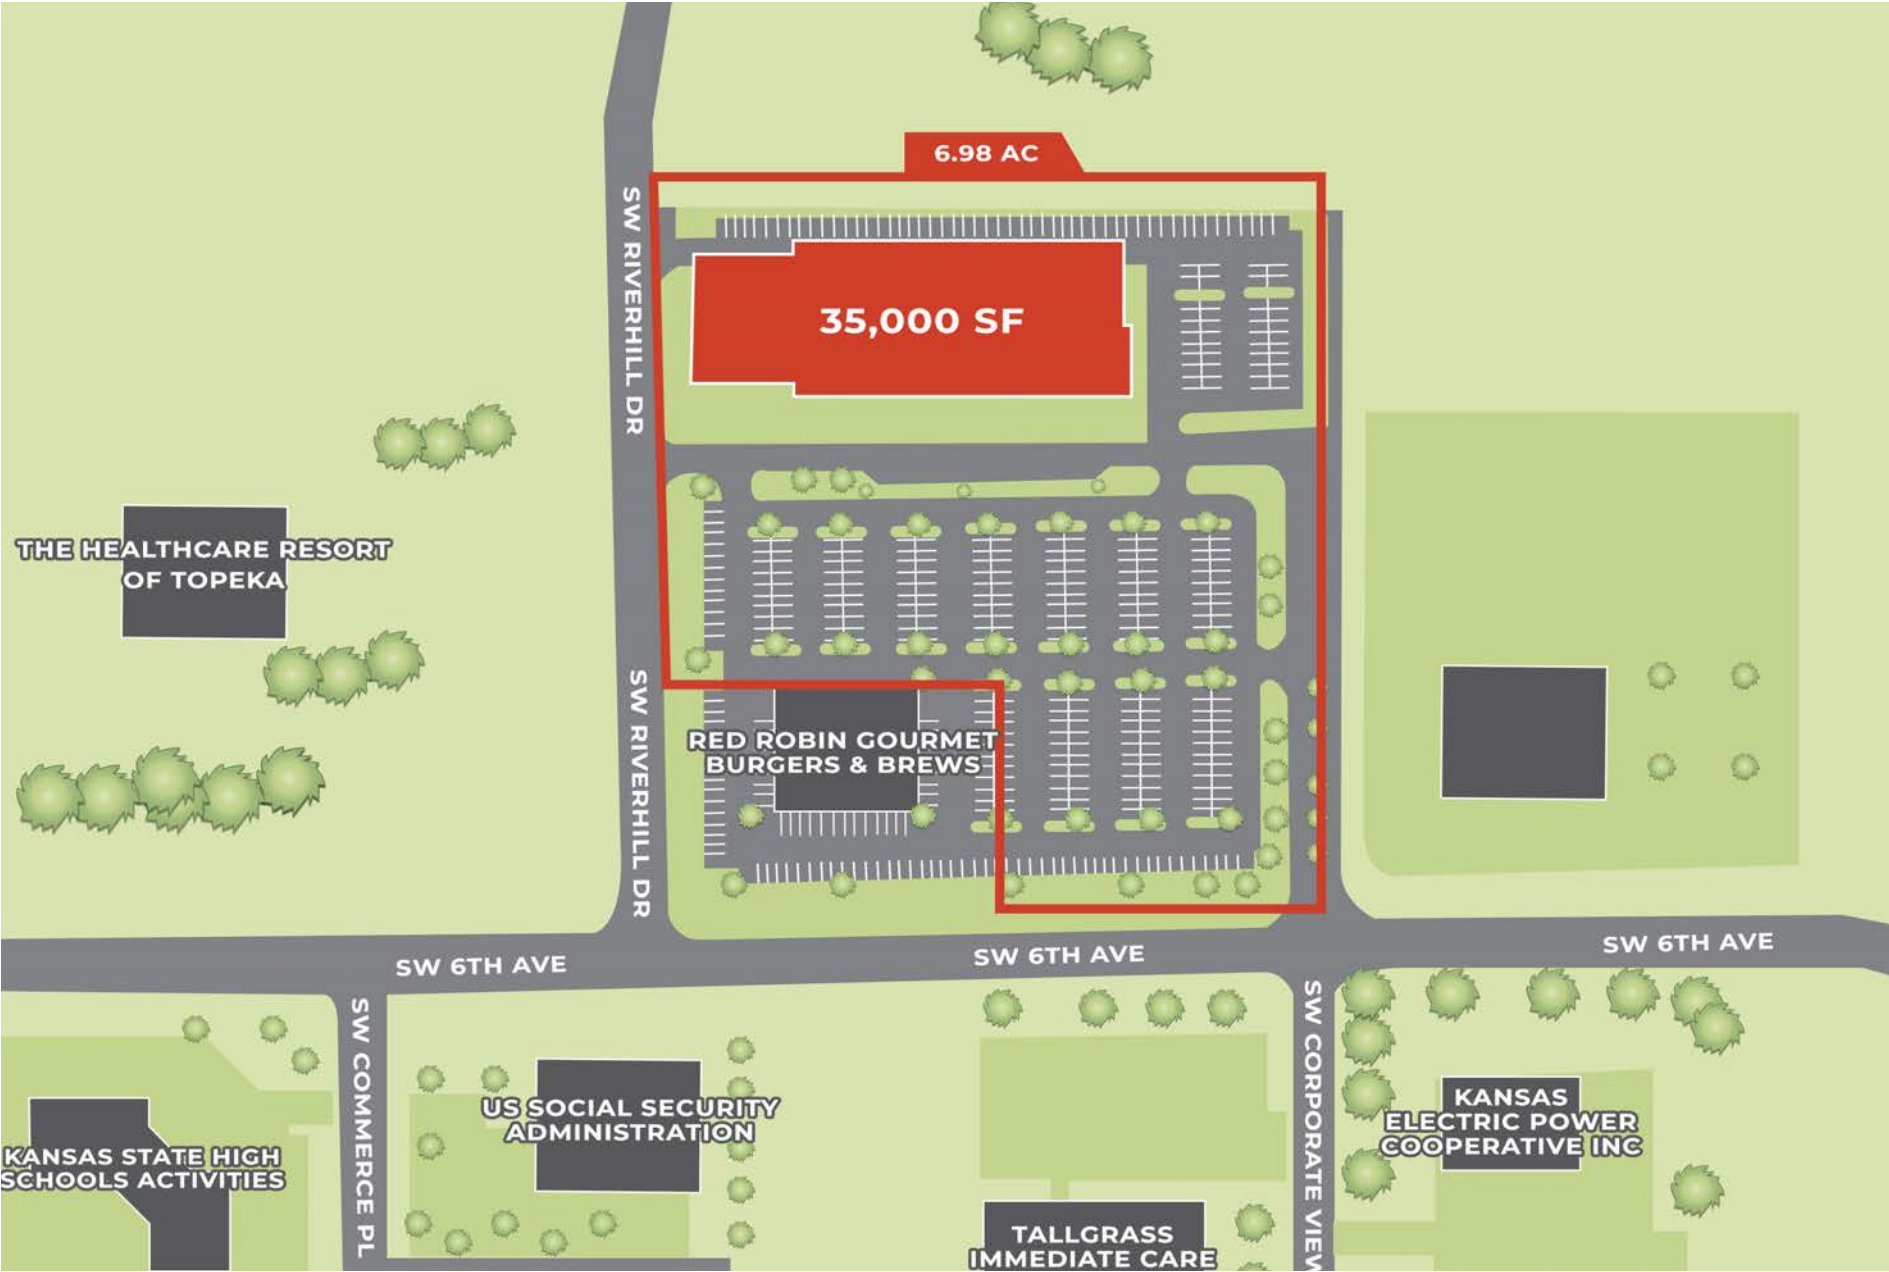 6.98 AC
SW RIVERHILL DR
35,000 SF
THE HEALTHCARE RESORT
OF TOPEKA
SW RIVERHILL DR
RED ROBIN GOURMET
BURGERS & BREWS
SW 6TH AVE
SW 6TH AVE
SW 6TH AVE
SW COMMERCE PL
SW CORPORATE VIEW
KANSAS STATE HIGH
SCHOOLS ACTIVITIES
US SOCIAL SECURITY
ADMINISTRATION
KANSAS
ELECTRIC POWER
COOPERATIVE INC
TALLGRASS
IMMEDIATE CARE